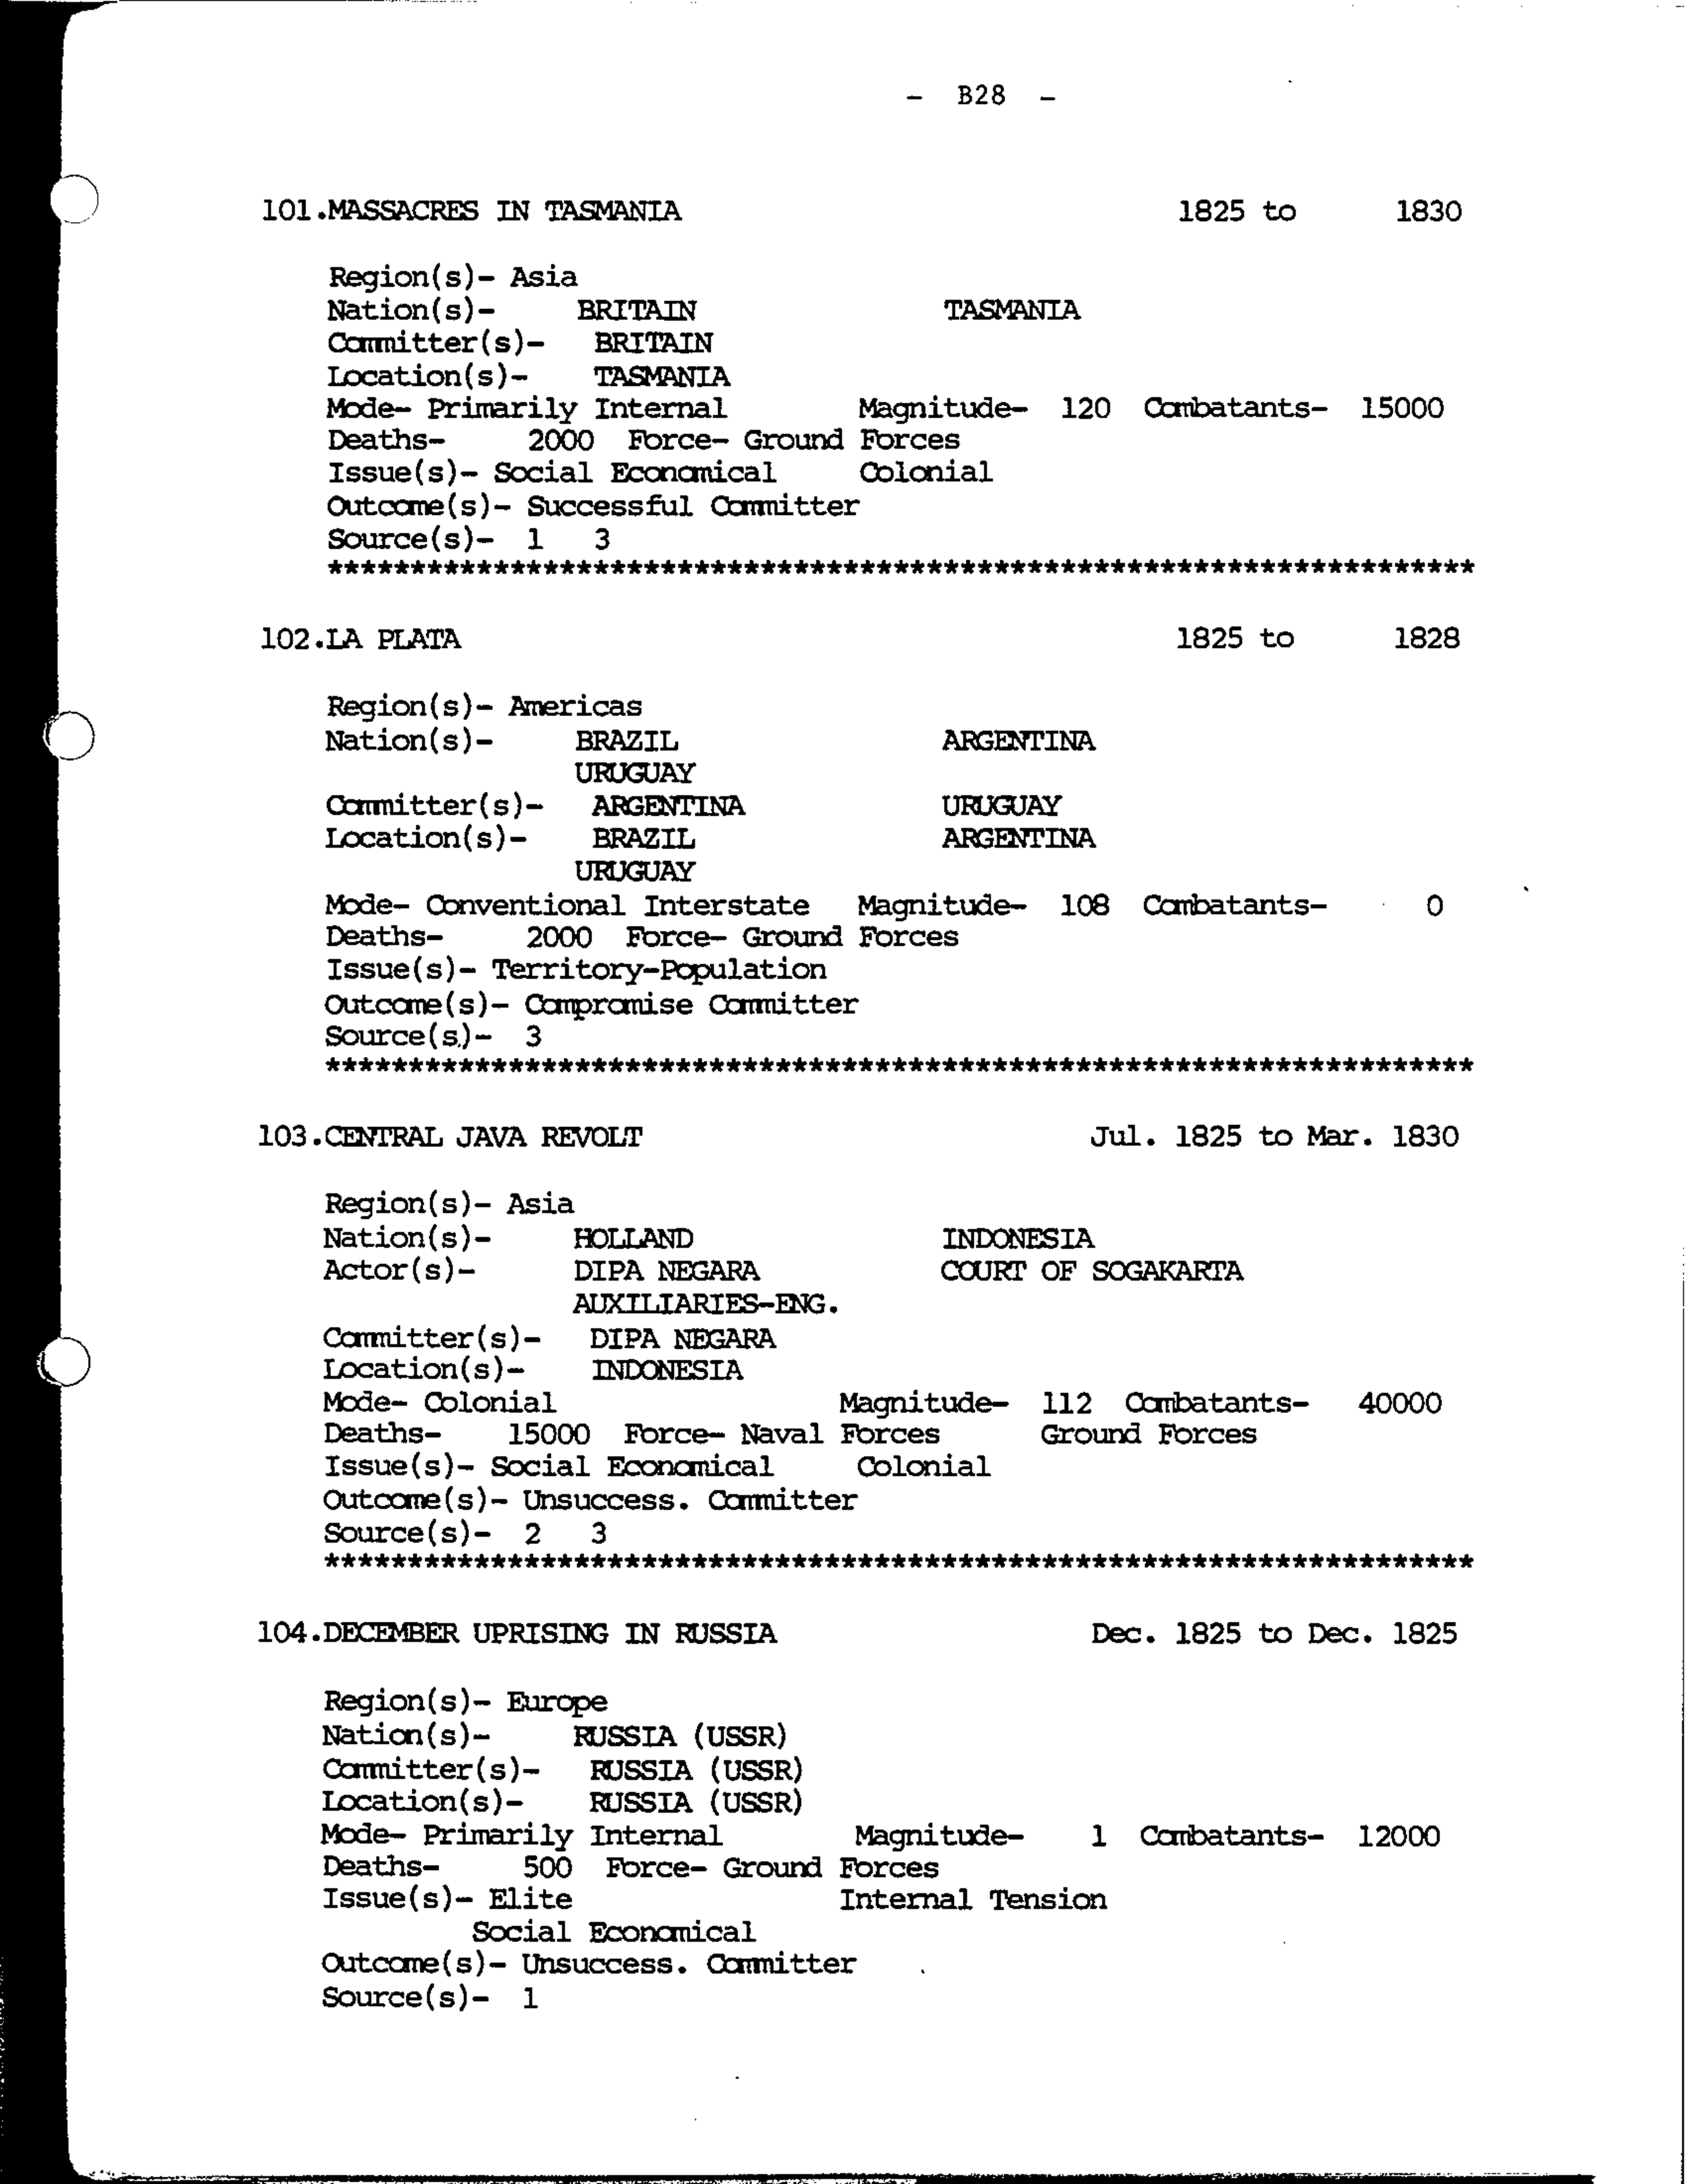 - B28 -
101.MASSACRES IN TASMANIA 1825 to 1830
Region(s)- Asia
Nation(s)- BRITAIN TASMANIA
Committer(s)- BRITAIN
Location(s)- TASMANIA
Mode- Primarily Internal Magnitude- 120 Combatants- 15000
Deaths- 2000 Force- Ground Forces
Issue(s)- Social Economical Colonial
Outcome(s)- Successful Committer
Source(s)- 1 3
*********************************************************************
102.LA PLATA 1825 to 1828
Region(s)- Americas
Nation(s)- BRAZIL ARGENTINA
URUGUAY
Committer(s)- ARGENTINA URUGUAY
Location(s)- BRAZIL ARGENTINA
URUGUAY
Mode- Conventional Interstate Magnitude- 108 Combatants- 0
Deaths- 2000 Force- Ground Forces
Issue(s)- Territory-Population
Outcome(s)- Compromise Committer
Source(s)- 3
*********************************************************************
103.CENTRAL JAVA REVOLT Jul. 1825 to Mar. 1830
Region(s)- Asia
Nation(s)- HOLLAND INDONESIA
Actor(s)- DIPA NEGARA COURT OF SOGAKARTA
AUXILIARIES-ENG.
Committer(s)- DIPA NEGARA
Location(s)- INDONESIA
Mode- Colonial Magnitude- 112 Combatants- 40000
Deaths- 15000 Force- Naval Forces Ground Forces
Issue(s)- Social Economical Colonial
Outcome(s)- Unsuccess. Committer
Source(s)- 2 3
*********************************************************************
104.DECEMBER UPRISING IN RUSSIA Dec. 1825 to Dec. 1825
Region(s)- Europe
Nation(s)- RUSSIA (USSR)
Committer(s)- RUSSIA (USSR)
Location(s)- RUSSIA (USSR)
Mode- Primarily Internal Magnitude- 1 Combatants- 12000
Deaths- 500 Force- Ground Forces
Issue(s)- Elite Internal Tension
Social Economical
Outcome(s)- Unsuccess. Committer
Source(s)- 1